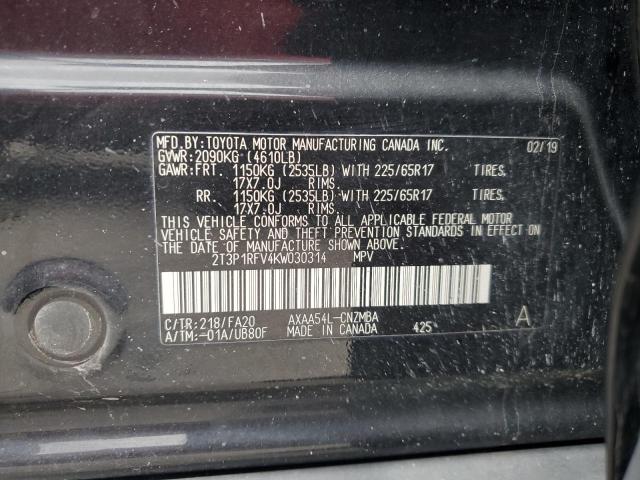 MFD.BY:TOYOTA MOTOR MANUFACTURING CANADA INC. 02/19
GVWR:2090KG (4610LB)
GAWR:FRT. 1150KG (2535LB) WITH 225/65R17 TIRES.
17X7.0J RIMS.
RR. 1150KG (2535LB) WITH 225/65R17 TIRES.
17X7.0J RIMS.
THIS VEHICLE CONFORMS TO ALL APPLICABLE FEDERAL MOTOR
VEHICLE SAFETY AND THEFT PREVENTION STANDARDS IN EFFECT
ON THE DATE OF MANUFACTURE SHOWN ABOVE.
2T3P1RFV4KW030314 MPV
C/TR:218/FA20 AXAA54L-CNZMBA
A/TM:-01A/UB80F MADE IN CANADA 425 A